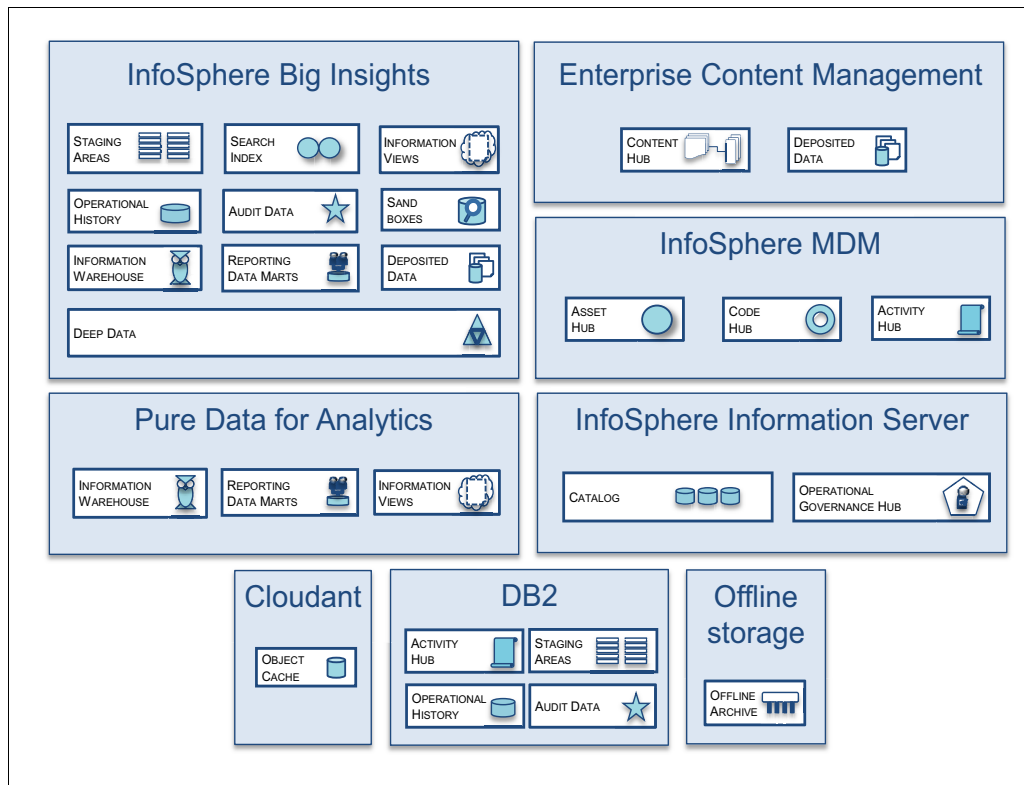 InfoSphere Big Insights
STAGING
AREAS
SEARCH
INDEX
INFORMATION
VIEWS
OPERATIONAL
HISTORY
AUDIT DATA
SAND
BOXES
INFORMATION
WAREHOUSE
REPORTING
DATA MARTS
DEPOSITED
DATA
DEEP DATA
Enterprise Content Management
CONTENT
HUB
DEPOSITED
DATA
InfoSphere MDM
ASSET
HUB
CODE
HUB
ACTIVITY
HUB
Pure Data for Analytics
INFORMATION
WAREHOUSE
REPORTING
DATA MARTS
INFORMATION
VIEWS
InfoSphere Information Server
CATALOG
OPERATIONAL
GOVERNANCE HUB
Cloudant
OBJECT
CACHE
DB2
ACTIVITY
HUB
STAGING
AREAS
OPERATIONAL
HISTORY
AUDIT DATA
Offline
storage
OFFLINE
ARCHIVE